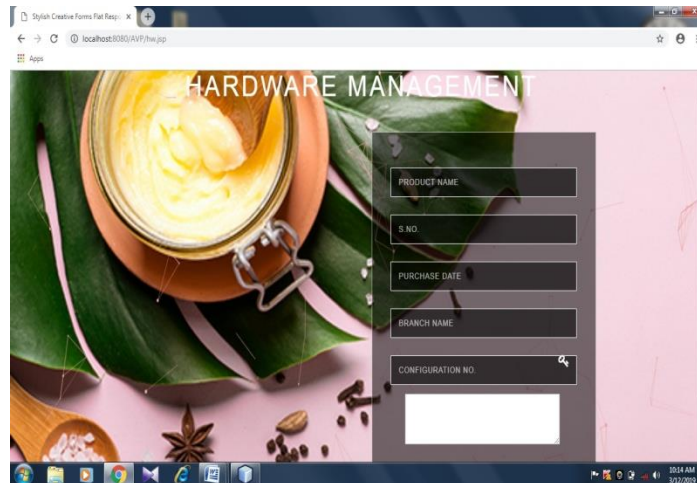 Stylish Creative Forms Flat Respo
localhost:8080/AVP/hw.jsp
Apps
HARDWARE MANAGEMENT
PRODUCT NAME
S.NO.
PURCHASE DATE
BRANCH NAME
CONFIGURATION NO.
10:14 AM
3/12/2019